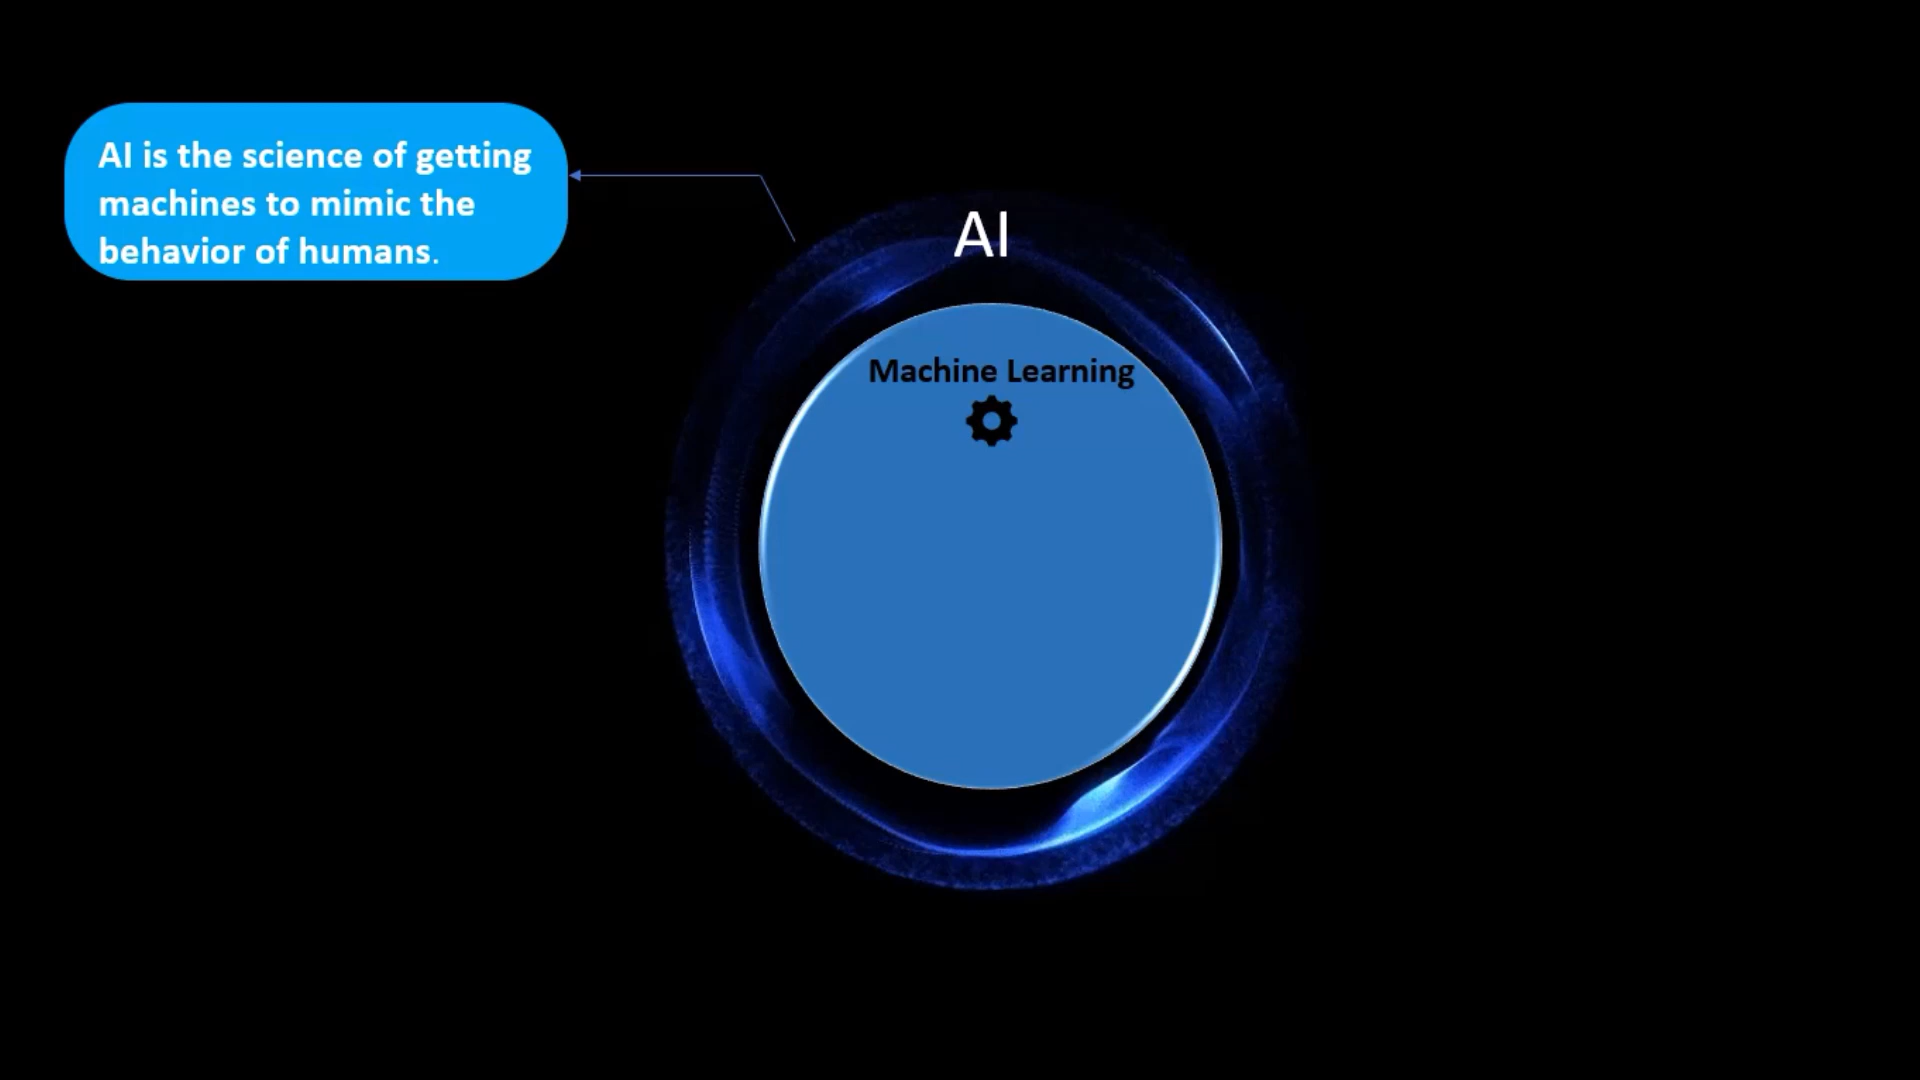 AI is the science of getting
machines to mimic the
behavior of humans.
AI
Machine Learning